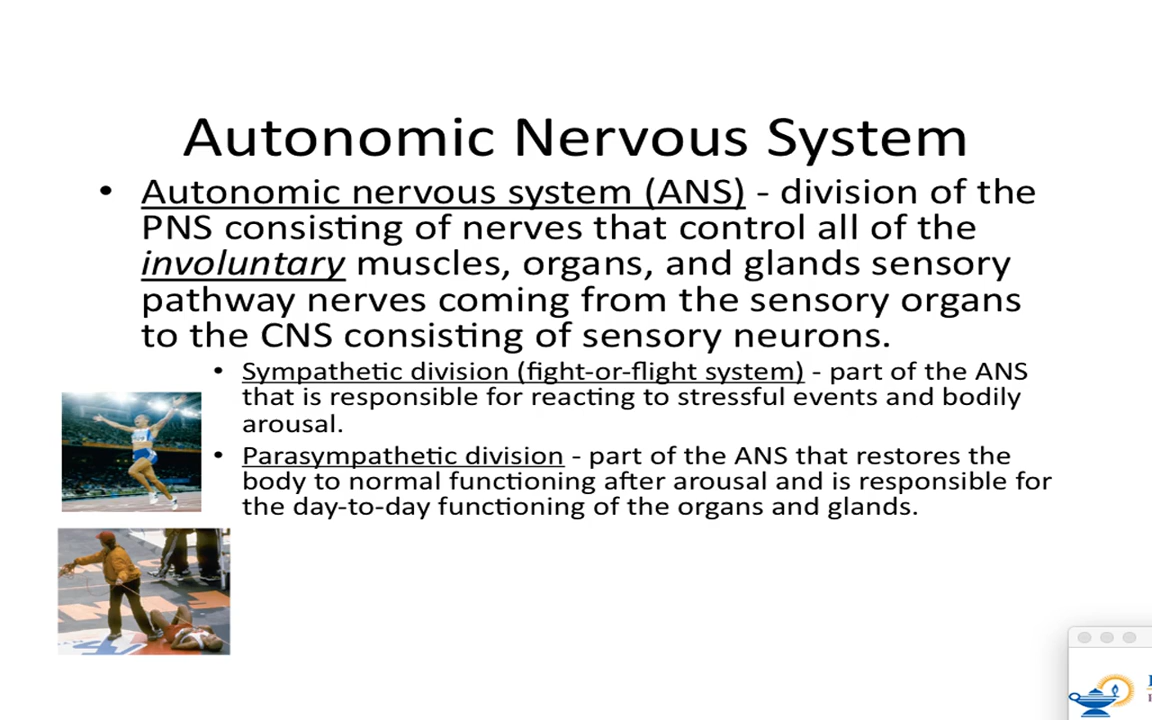 Autonomic Nervous System
• Autonomic nervous system (ANS) - division of the
PNS consisting of nerves that control all of the
involuntary muscles, organs, and glands sensory
pathway nerves coming from the sensory organs
to the CNS consisting of sensory neurons.
• Sympathetic division (fight-or-flight system) - part of the ANS
that is responsible for reacting to stressful events and bodily
arousal.
• Parasympathetic division - part of the ANS that restores the
body to normal functioning after arousal and is responsible for
the day-to-day functioning of the organs and glands.